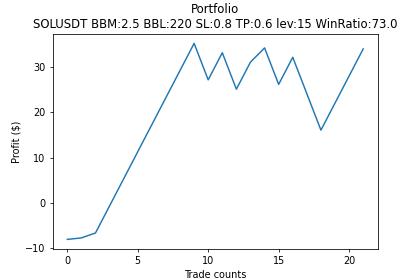 Portfolio
SOLUSDT BBM:2.5 BBL:220 SL:0.8 TP:0.6 lev:15 WinRatio:73.0
30
20
10
0
−10
Profit ($)
0
5
10
15
20
Trade counts